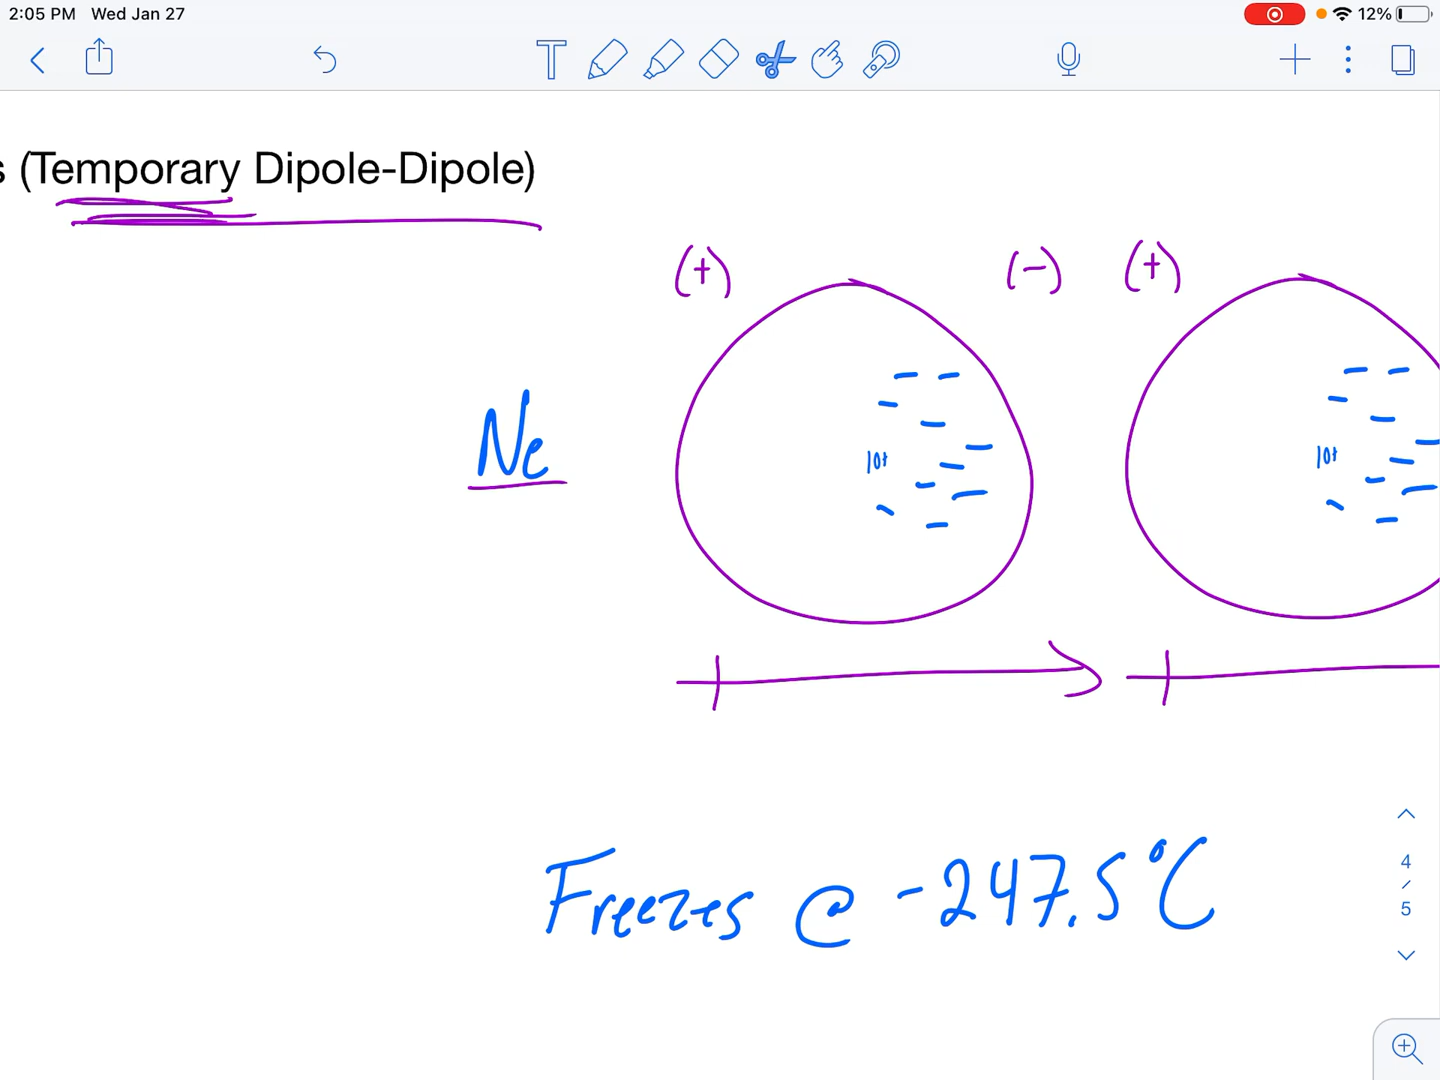 2:05 PM Wed Jan 27
12%
T
s (Temporary Dipole-Dipole)
(+) (-) (+)
Ne
10+ 10+
Freezes @ -247.5°C
4
/
5